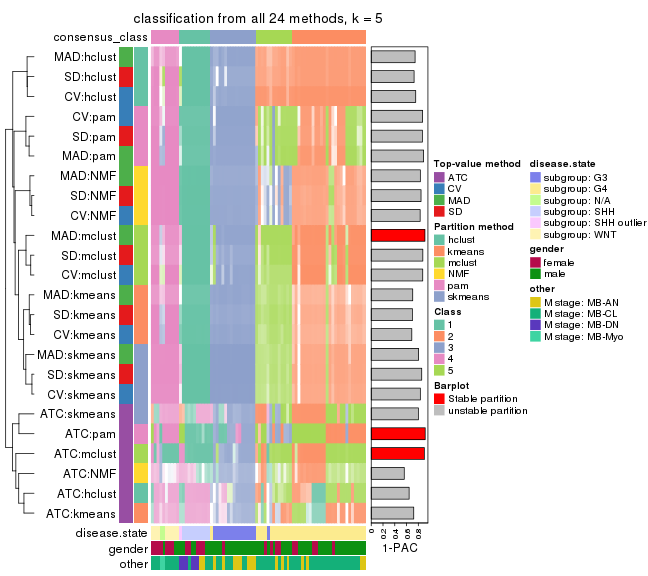 classification from all 24 methods, k = 5
consensus_class
MAD:hclust
SD:hclust
CV:hclust
CV:pam
SD:pam
MAD:pam
MAD:NMF
SD:NMF
CV:NMF
MAD:mclust
SD:mclust
CV:mclust
MAD:kmeans
SD:kmeans
CV:kmeans
MAD:skmeans
SD:skmeans
CV:skmeans
ATC:skmeans
ATC:pam
ATC:mclust
ATC:NMF
ATC:hclust
ATC:kmeans
disease.state
gender
other
0
0.2
0.4
0.6
0.8
1
1-PAC
Top-value method
ATC
CV
MAD
SD
Partition method
hclust
kmeans
mclust
NMF
pam
skmeans
Class
1
2
3
4
5
Barplot
Stable partition
unstable partition
disease.state
subgroup: G3
subgroup: G4
subgroup: N/A
subgroup: SHH
subgroup: SHH outlier
subgroup: WNT
gender
female
male
other
M stage: MB-AN
M stage: MB-CL
M stage: MB-DN
M stage: MB-Myo